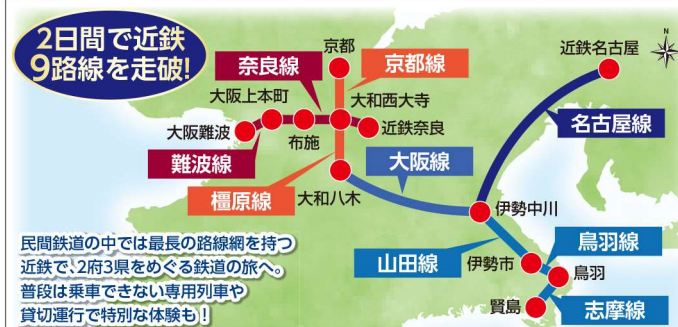 2日間で近鉄
9路線を走破!
京都
近鉄名古屋
N
奈良線
京都線
大阪上本町
大和西大寺
大阪難波
布施
近鉄奈良
名古屋線
難波線
大阪線
橿原線
大和八木
伊勢中川
民間鉄道の中では最長の路線網を持つ
近鉄で、2府3県をめぐる鉄道の旅へ。
普段は乗車できない専用列車や
貸切運行で特別な体験も!
山田線
伊勢市
鳥羽線
鳥羽
賢島
志摩線